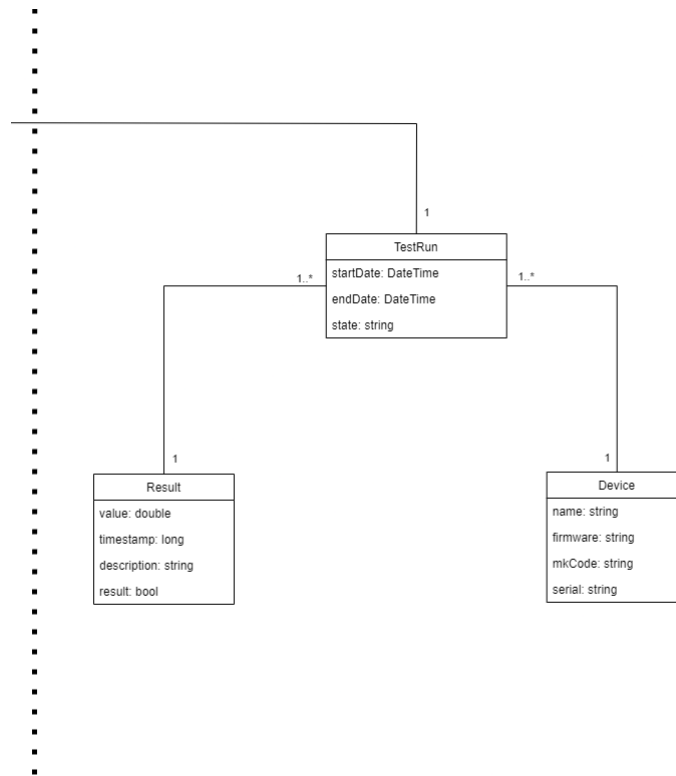 1
TestRun
startDate: DateTime
endDate: DateTime
state: string
1..*
1..*
1
1
Result
value: double
timestamp: long
description: string
result: bool
Device
name: string
firmware: string
mkCode: string
serial: string